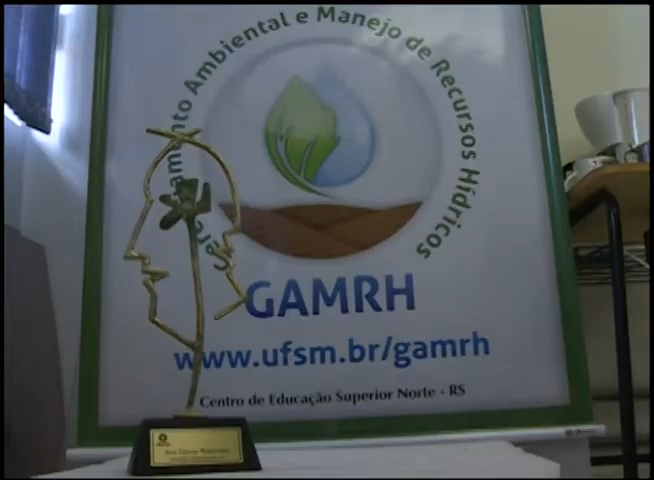 Gerenciamento Ambiental e Manejo de Recursos Hídricos
GAMRH
www.ufsm.br/gamrh
Centro de Educação Superior Norte - RS